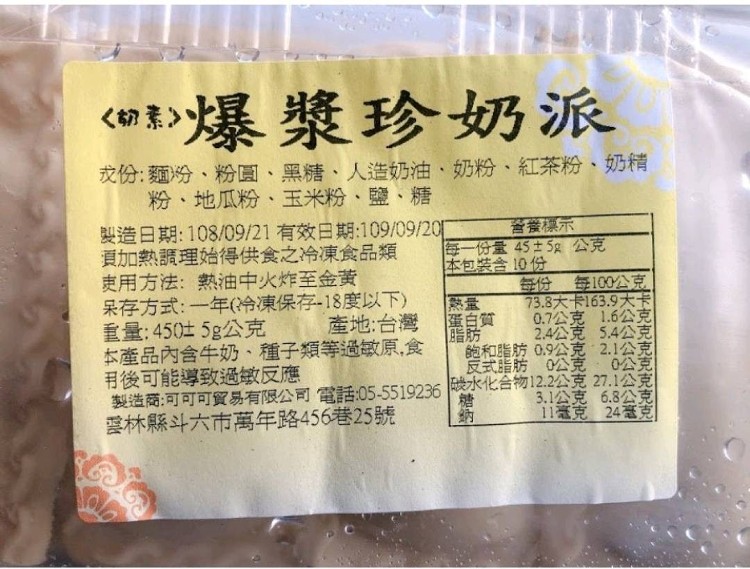 <奶素>爆漿珍奶派
成份:麵粉、粉圓、黑糖、人造奶油、奶粉、紅茶粉、奶精
粉、地瓜粉、玉米粉、鹽、糖
製造日期:108/09/21 有效日期:109/09/20
須加熱調理始得供食之冷凍食品類
使用方法: 熱油中火炸至金黃
保存方式:一年(冷凍保存-18度以下)
重量:450± 5g公克 產地:台灣
本產品內含牛奶、種子類等過敏原,食
用後可能導致過敏反應
製造商:可可可貿易有限公司 電話:05-5519236
雲林縣斗六市萬年路456巷25號
營養標示
每一份量 45±5g 公克
本包裝含 10 份
每份 每100公克
熱量 73.8大卡 163.9大卡
蛋白質 0.7公克 1.6公克
脂肪 2.4公克 5.4公克
飽和脂肪 0.9公克 2.1公克
反式脂肪 0公克 0公克
碳水化合物 12.2公克 27.1公克
糖 3.1公克 6.8公克
鈉 11毫克 24毫克